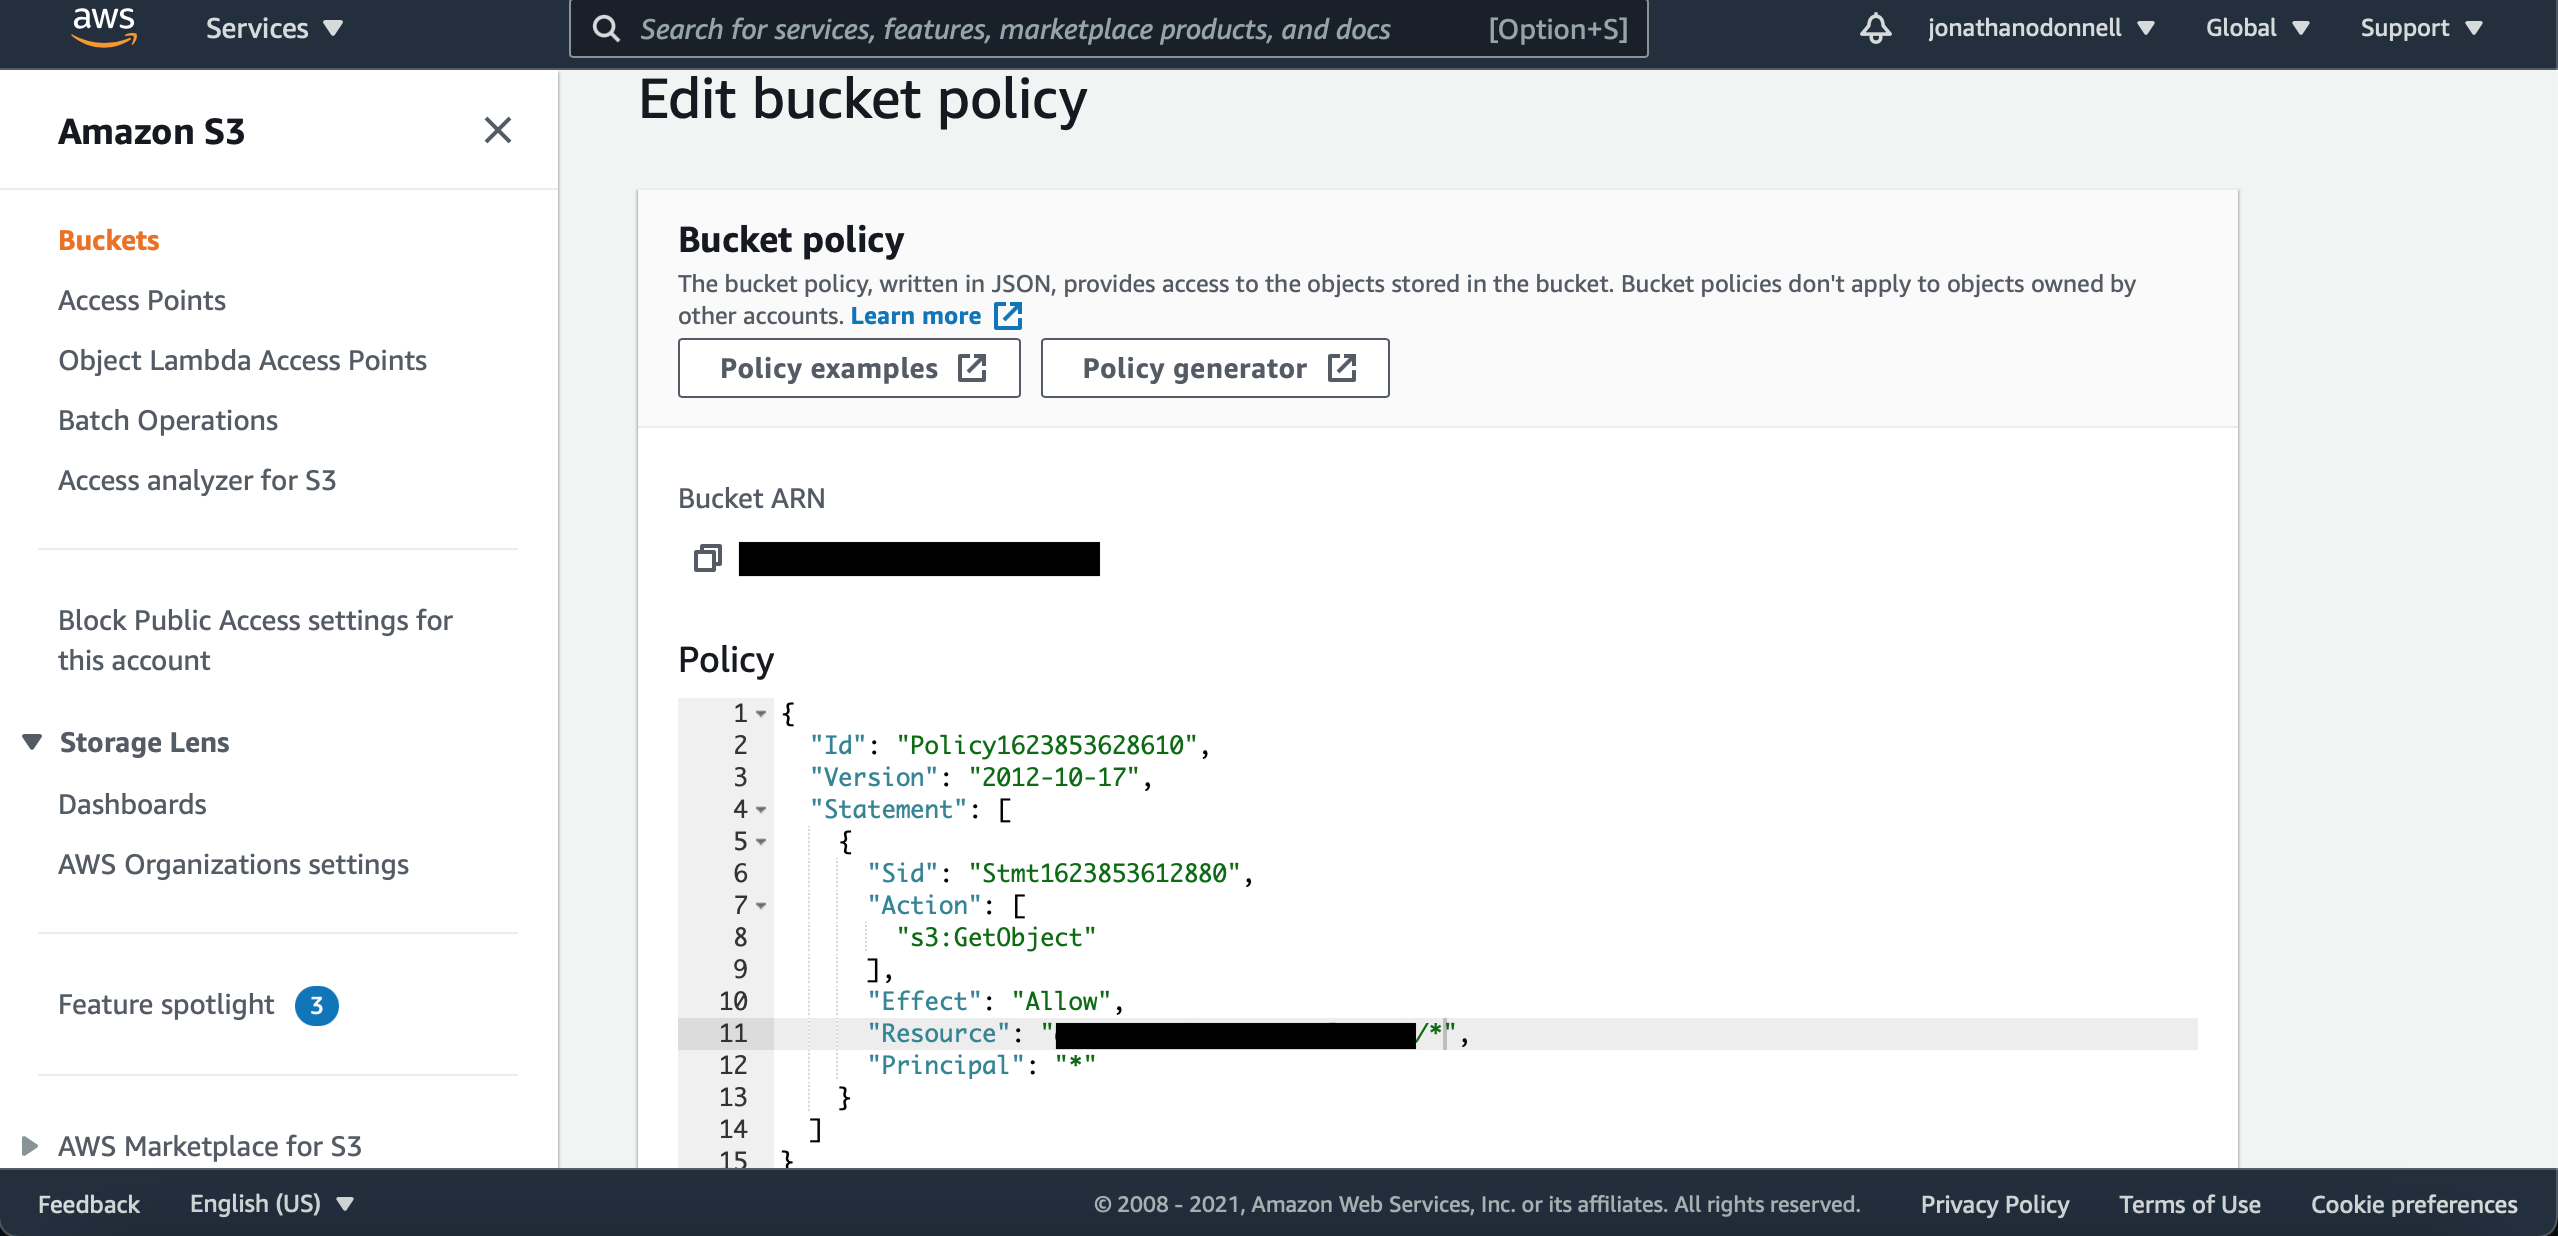 aws Services Search for services, features, marketplace products, and docs [Option+S] jonathanodonnell Global Support
Amazon S3
Buckets
Access Points
Object Lambda Access Points
Batch Operations
Access analyzer for S3
Block Public Access settings for
this account
Storage Lens
Dashboards
AWS Organizations settings
Feature spotlight 3
AWS Marketplace for S3
Edit bucket policy
Bucket policy
The bucket policy, written in JSON, provides access to the objects stored in the bucket. Bucket policies don't apply to objects owned by
other accounts. Learn more
Policy examples Policy generator
Bucket ARN
Policy
1 {
2 "Id": "Policy1623853628610",
3 "Version": "2012-10-17",
4 "Statement": [
5 {
6 "Sid": "Stmt1623853612880",
7 "Action": [
8 "s3:GetObject"
9 ],
10 "Effect": "Allow",
11 "Resource": "/*",
12 "Principal": "*"
13 }
14 ]
15 }
Feedback English (US) © 2008 - 2021, Amazon Web Services, Inc. or its affiliates. All rights reserved. Privacy Policy Terms of Use Cookie preferences